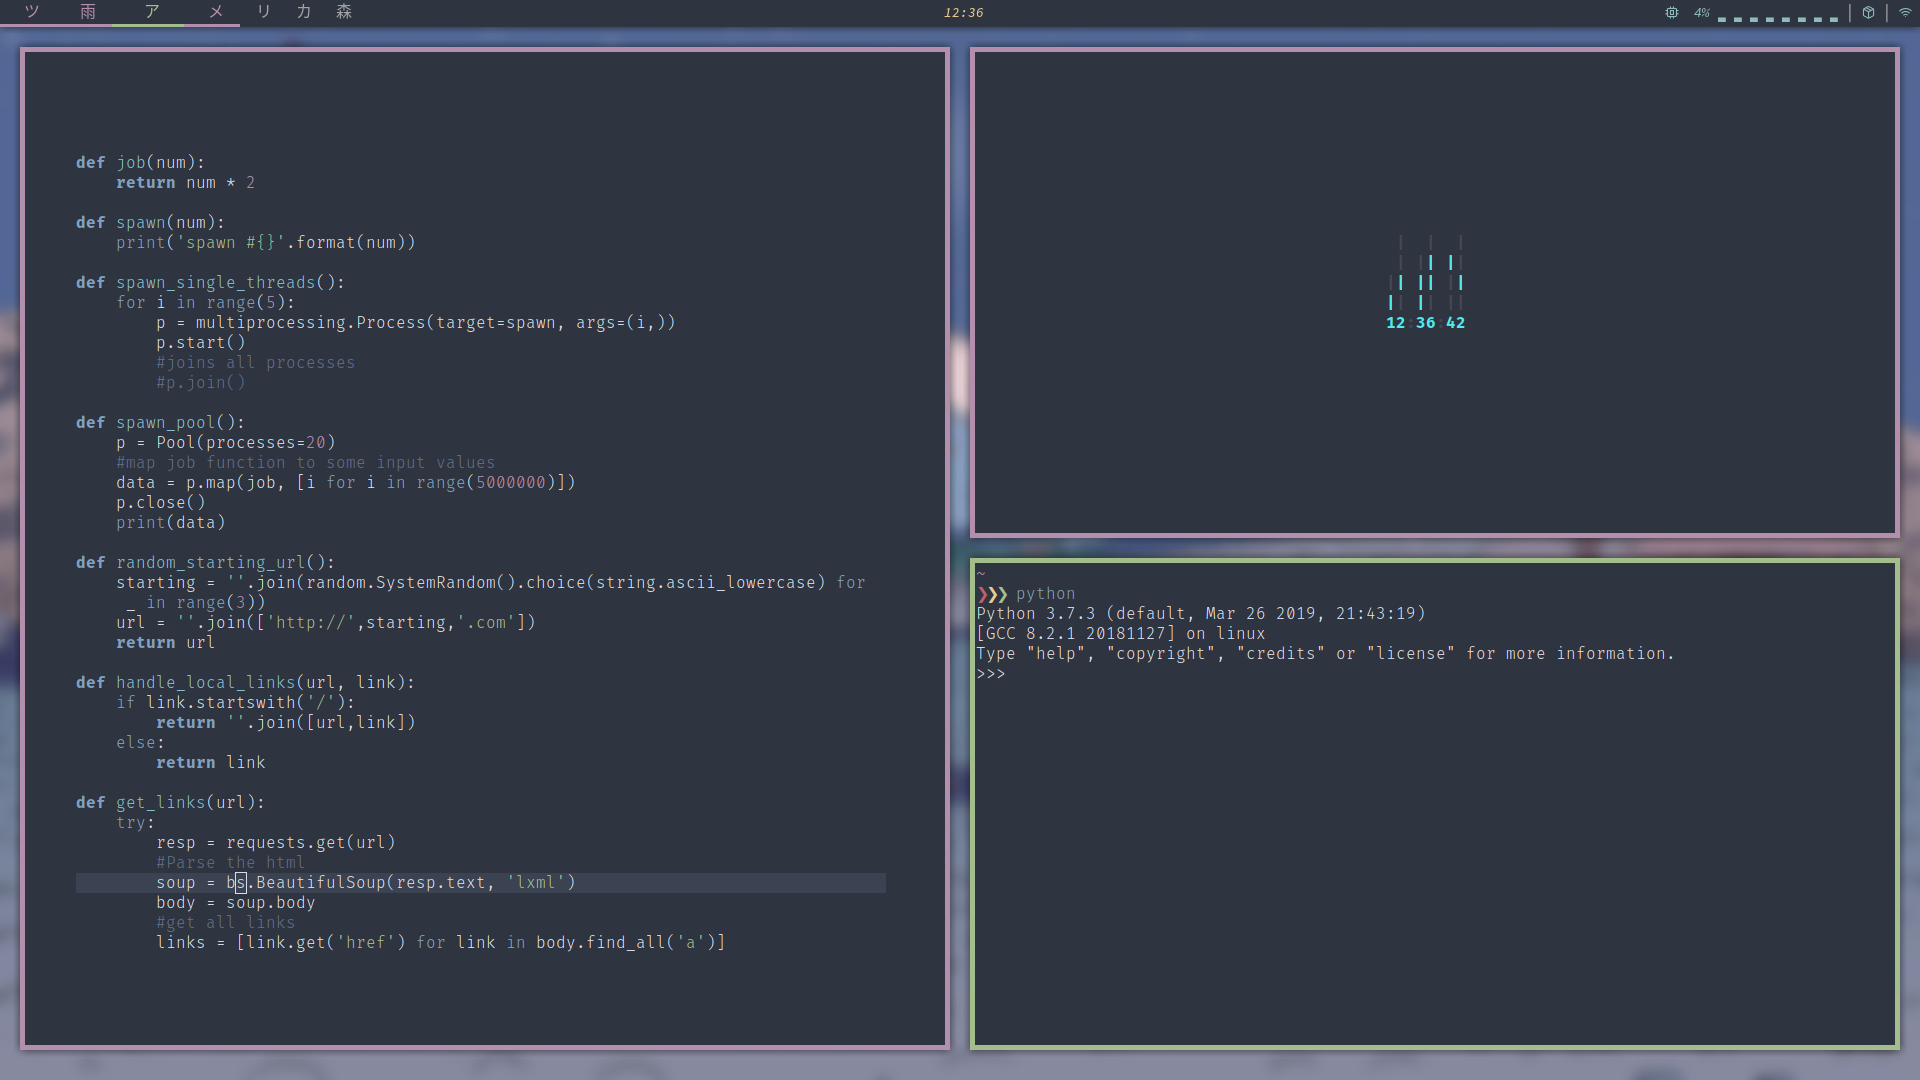 ツ 雨 ア メ リ カ 森
12:36
4%
def job(num):
    return num * 2
def spawn(num):
    print('spawn #{}'.format(num))
def spawn_single_threads():
    for i in range(5):
        p = multiprocessing.Process(target=spawn, args=(i,))
        p.start()
        #joins all processes
        #p.join()
def spawn_pool():
    p = Pool(processes=20)
    #map job function to some input values
    data = p.map(job, [i for i in range(5000000)])
    p.close()
    print(data)
def random_starting_url():
    starting = ''.join(random.SystemRandom().choice(string.ascii_lowercase) for
     _ in range(3))
    url = ''.join(['http://',starting,'.com'])
    return url
def handle_local_links(url, link):
    if link.startswith('/'):
        return ''.join([url,link])
    else:
        return link
def get_links(url):
    try:
        resp = requests.get(url)
        #Parse the html
        soup = bs.BeautifulSoup(resp.text, 'lxml')
        body = soup.body
        #get all links
        links = [link.get('href') for link in body.find_all('a')]
12:36:42
~
❯❯❯ python
Python 3.7.3 (default, Mar 26 2019, 21:43:19)
[GCC 8.2.1 20181127] on linux
Type "help", "copyright", "credits" or "license" for more information.
>>>